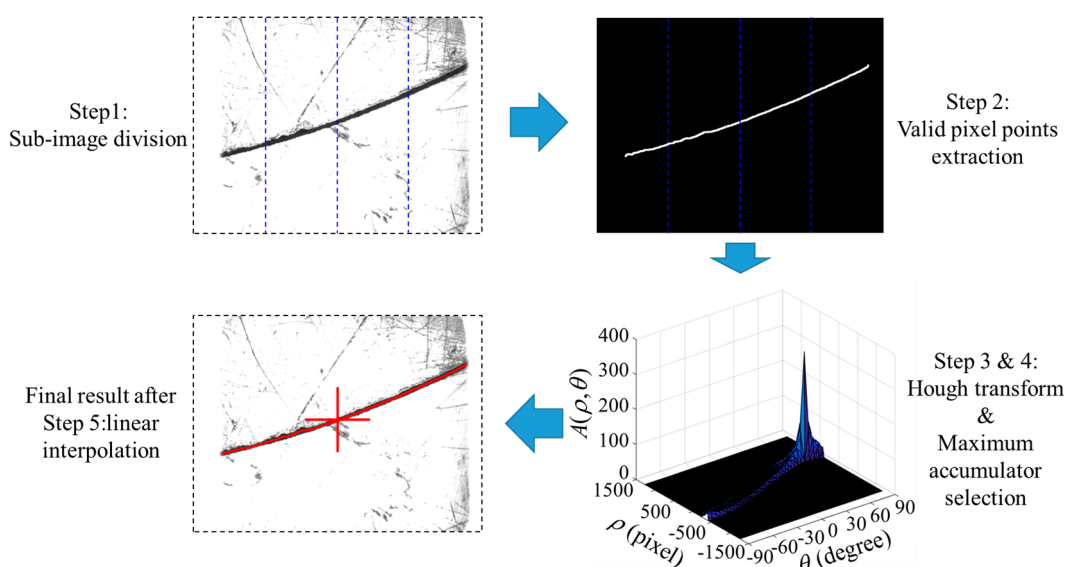 Step1:
Sub-image division
Step 2:
Valid pixel points
extraction
Final result after
Step 5:linear
interpolation
400
300
200
100
0
A(ρ,θ)
1500
500
-500
-1500
ρ (pixel)
-90
-60
-30
0
30
60
90
θ (degree)
Step 3 & 4:
Hough transform
&
Maximum
accumulator
selection